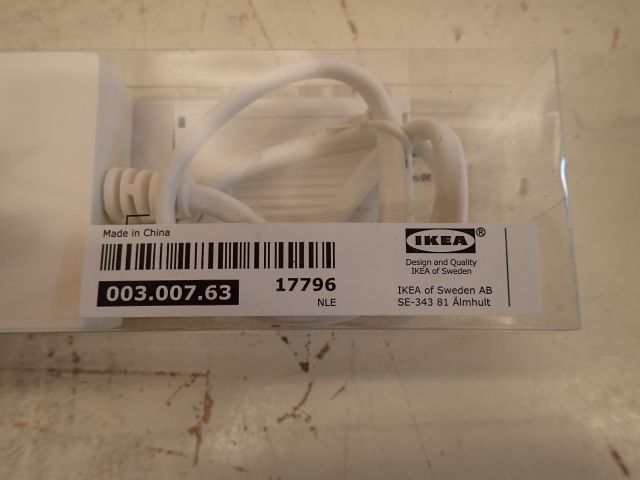 Made in China
003.007.63
17796
NLE
IKEA®
Design and Quality
IKEA of Sweden
IKEA of Sweden AB
SE-343 81 Älmhult